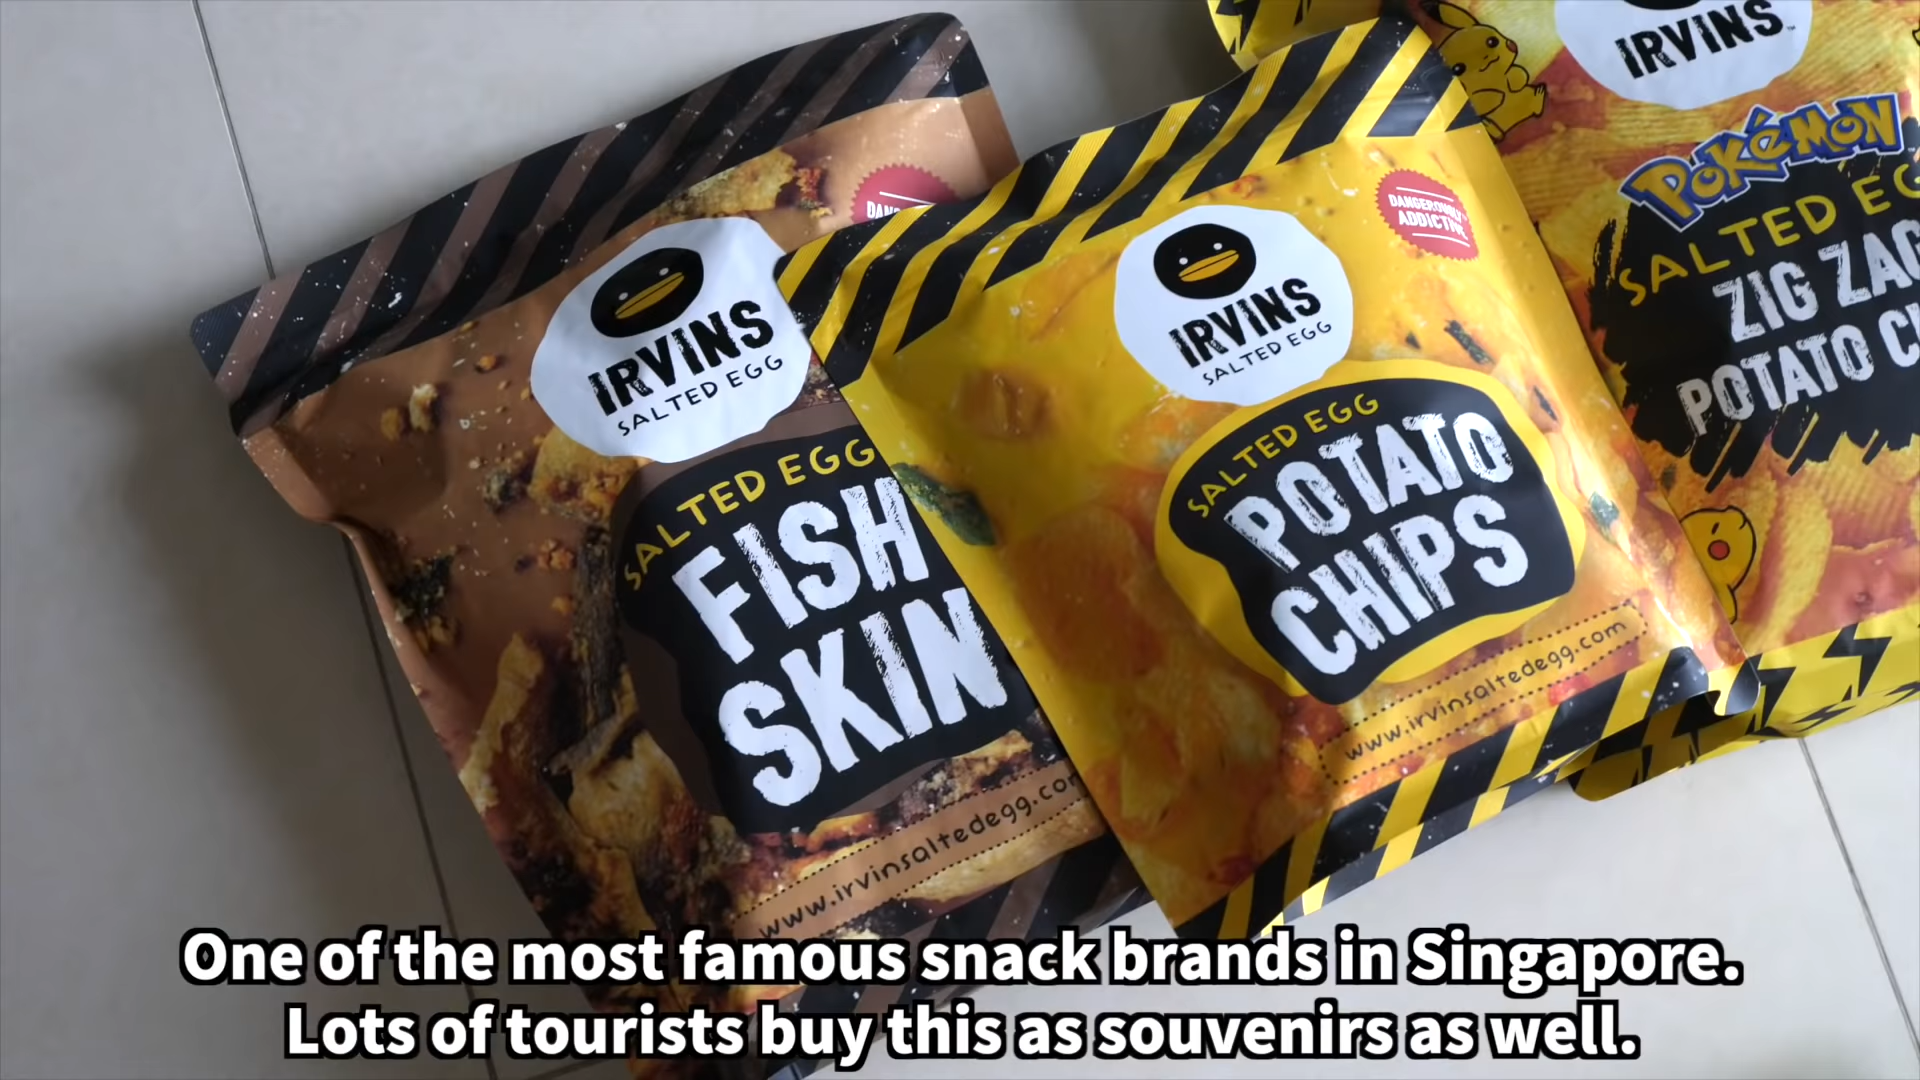 IRVINS
SALTED EGG
SALTED EGG
FISH
SKIN
www.irvinsaltedegg.co
DANGEROUSLY
ADDICTIVE
IRVINS
SALTED EGG
SALTED EGG
POTATO
CHIPS
www.irvinsaltedegg.com
IRVINS
POKéMON
SALTED EG
ZIG ZAG
POTATO C
One of the most famous snack brands in Singapore.
Lots of tourists buy this as souvenirs as well.